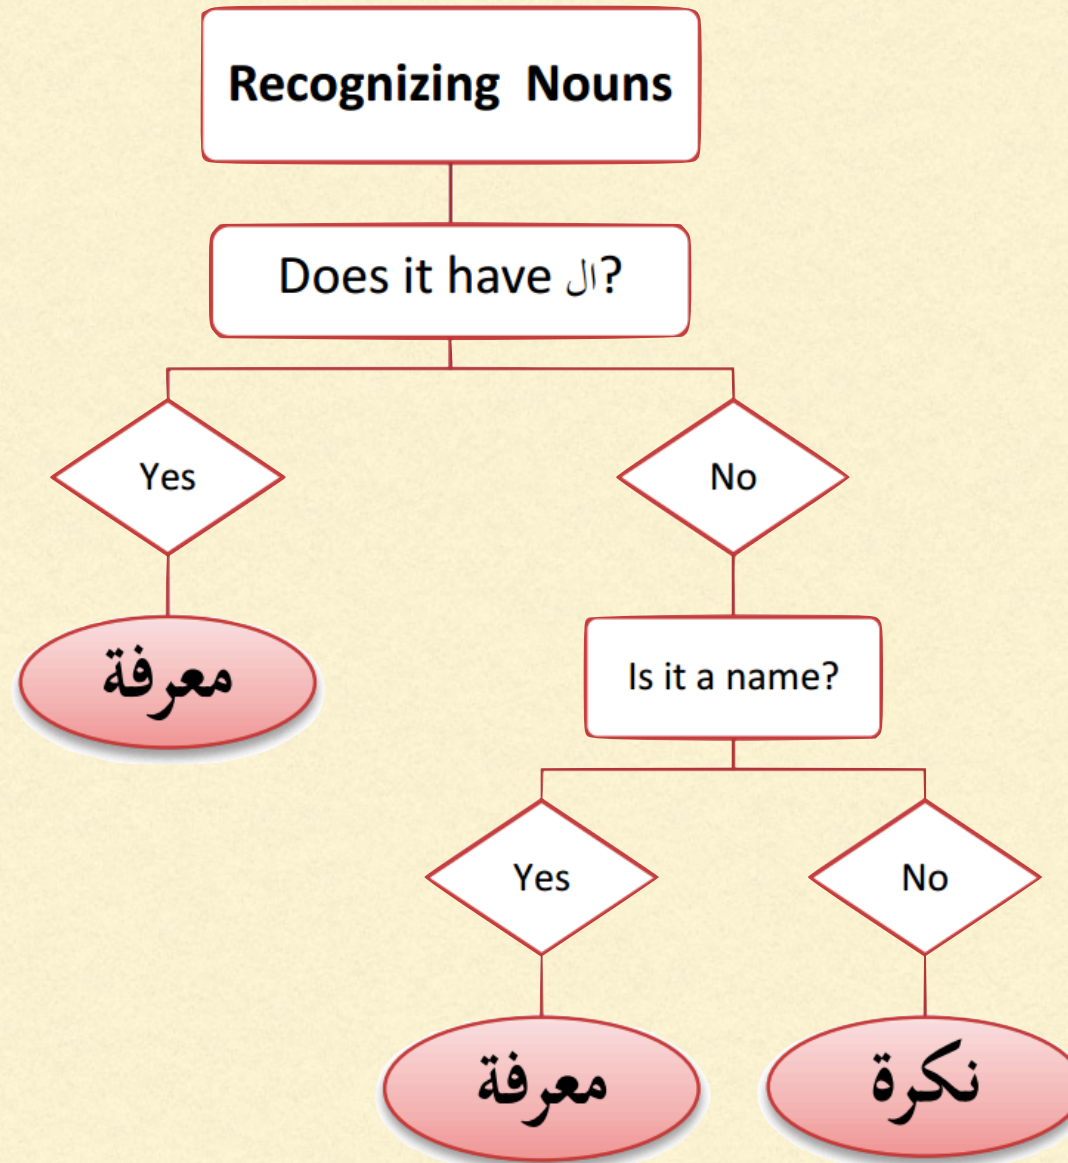 Recognizing Nouns
Does it have ال?
Yes
No
معرفة
Is it a name?
Yes
No
معرفة
نكرة